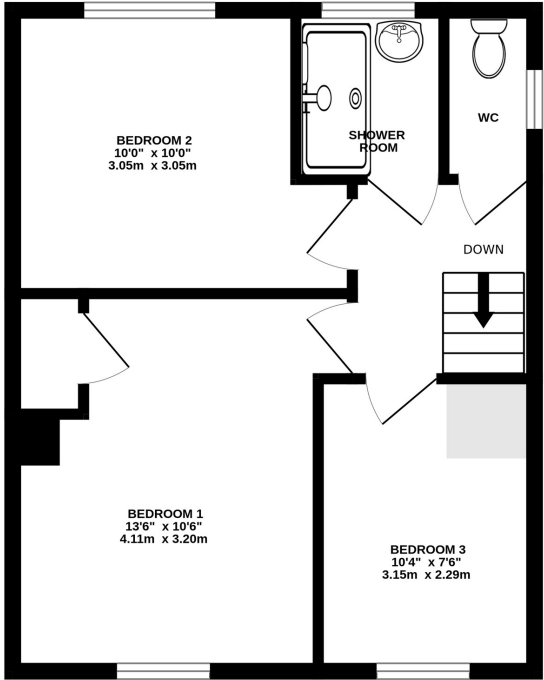 BEDROOM 2
10'0" x 10'0"
3.05m x 3.05m
SHOWER
ROOM
WC
DOWN
BEDROOM 1
13'6" x 10'6"
4.11m x 3.20m
BEDROOM 3
10'4" x 7'6"
3.15m x 2.29m